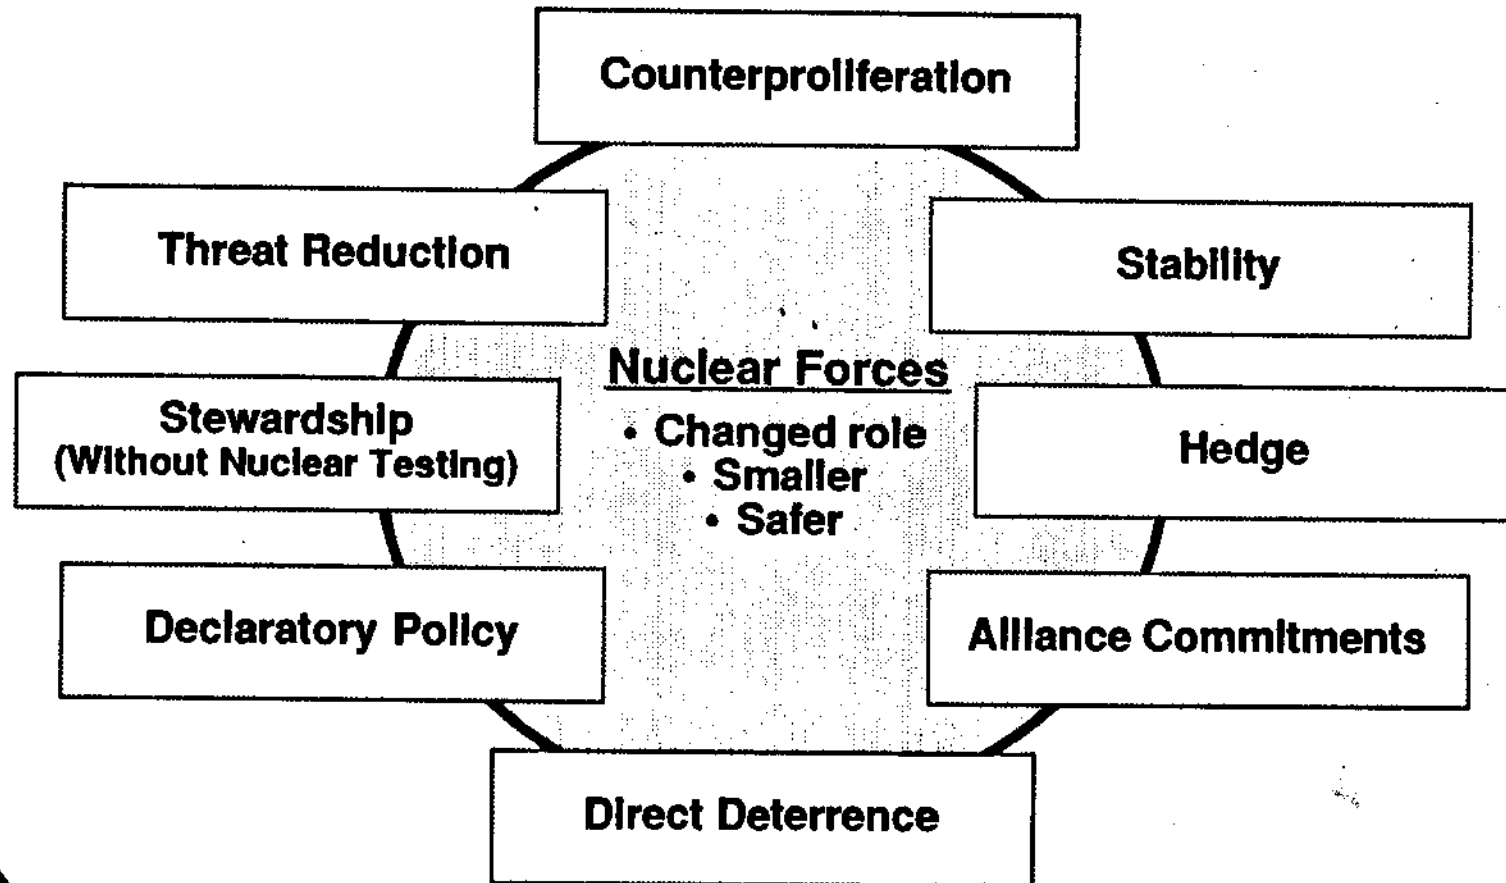 Counterproliferation
Threat Reduction
Stability
Nuclear Forces
• Changed role
• Smaller
• Safer
Stewardship
(Without Nuclear Testing)
Hedge
Declaratory Policy
Alliance Commitments
Direct Deterrence